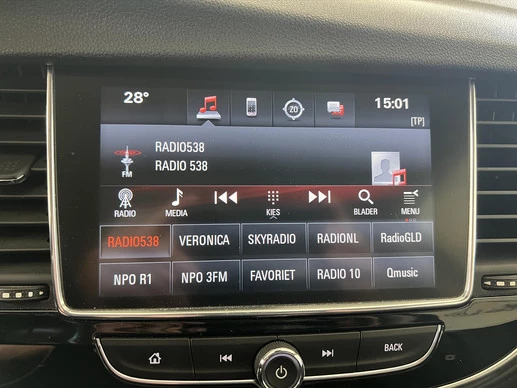 28°
ZO
15:01
[TP]
RADIO538
RADIO 538
FM
RADIO
MEDIA
KIES
BLADER
MENU
RADIO538
VERONICA
SKYRADIO
RADIONL
RadioGLD
NPO R1
NPO 3FM
FAVORIET
RADIO 10
Qmusic
BACK